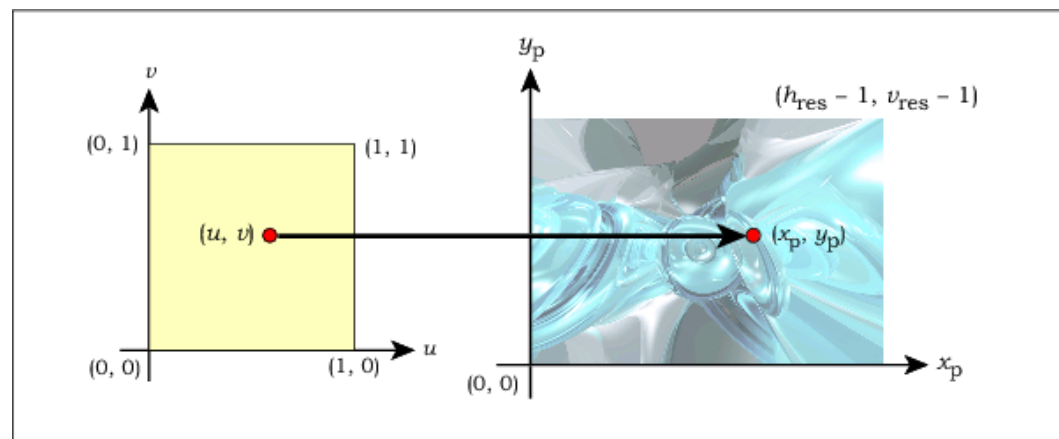 v
(0, 1)
(1, 1)
(u, v)
(0, 0)
(1, 0)
u
yp
(hres – 1, vres – 1)
(xp, yp)
(0, 0)
xp